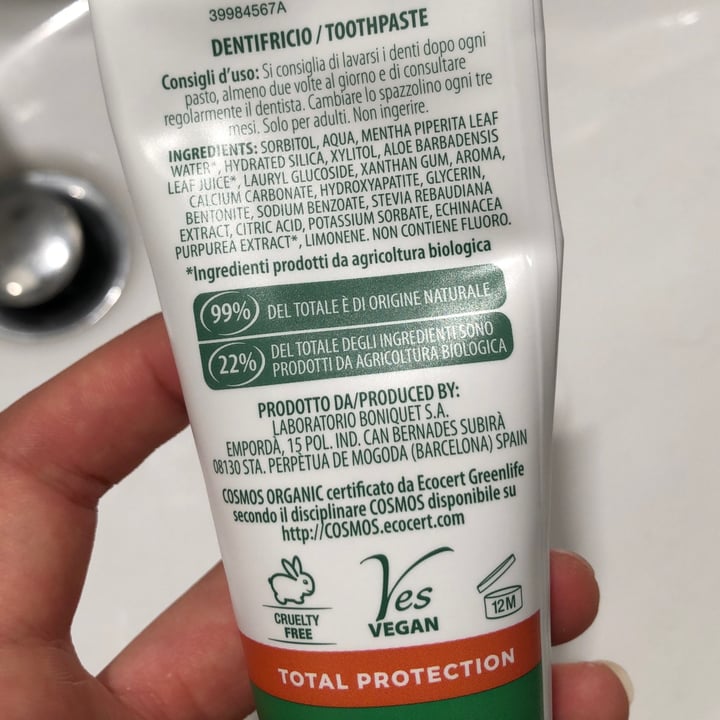 39984567A
DENTIFRICIO / TOOTHPASTE
Consigli d'uso: Si consiglia di lavarsi i denti dopo ogni
pasto, almeno due volte al giorno e di consultare
regolarmente il dentista. Cambiare lo spazzolino ogni tre
mesi. Solo per adulti. Non ingerire.
INGREDIENTS: SORBITOL, AQUA, MENTHA PIPERITA LEAF
WATER*, HYDRATED SILICA, XYLITOL, ALOE BARBADENSIS
LEAF JUICE*, LAURYL GLUCOSIDE, XANTHAN GUM, AROMA,
CALCIUM CARBONATE, HYDROXYAPATITE, GLYCERIN,
BENTONITE, SODIUM BENZOATE, STEVIA REBAUDIANA
EXTRACT, CITRIC ACID, POTASSIUM SORBATE, ECHINACEA
PURPUREA EXTRACT*, LIMONENE. NON CONTIENE FLUORO.
*Ingredienti prodotti da agricoltura biologica
99% DEL TOTALE È DI ORIGINE NATURALE
22% DEL TOTALE DEGLI INGREDIENTI SONO
PRODOTTI DA AGRICOLTURA BIOLOGICA
PRODOTTO DA/PRODUCED BY:
LABORATORIO BONIQUET S.A.
EMPORDÀ, 15 POL. IND. CAN BERNADES SUBIRÀ
08130 STA. PERPÈTUA DE MOGODA (BARCELONA) SPAIN
COSMOS ORGANIC certificato da Ecocert Greenlife
secondo il disciplinare COSMOS disponibile su
http://COSMOS.ecocert.com
CRUELTY
FREE
Yes
VEGAN
12M
TOTAL PROTECTION